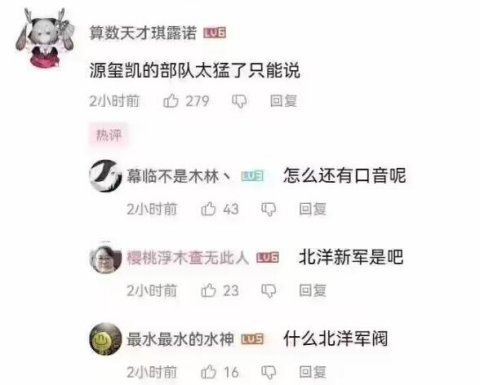 算数天才琪露诺 LV6
源玺凯的部队太猛了只能说
2小时前 279 回复
热评
幕临不是木林丶 LV3 怎么还有口音呢
2小时前 43 回复
樱桃浮木查无此人 LV6 北洋新军是吧
2小时前 23 回复
最水最水的水神 LV5 什么北洋军阀
2小时前 16 回复